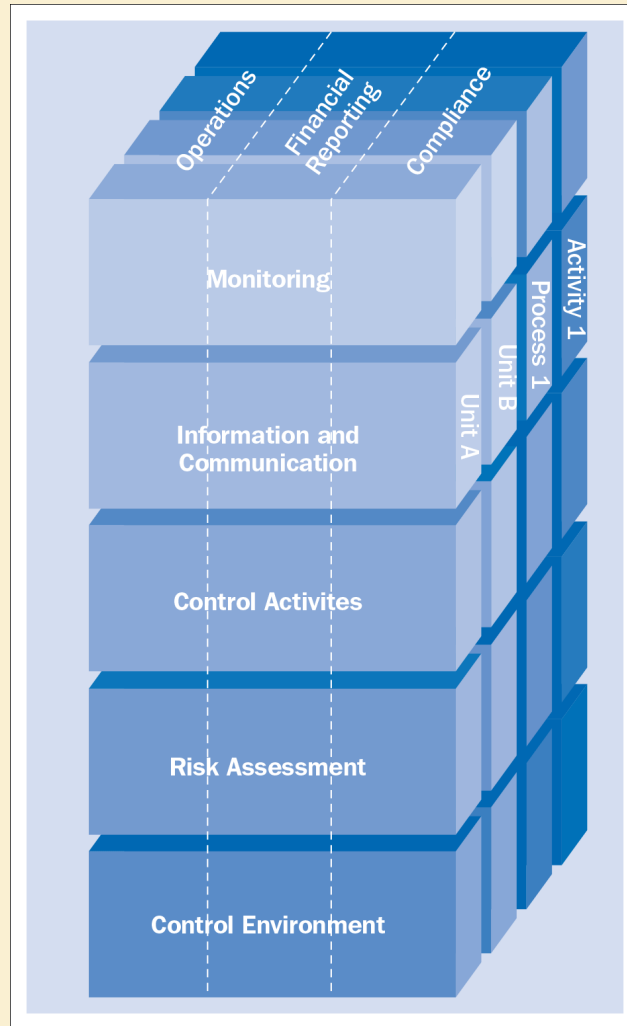 Operations
Financial
Reporting
Compliance
Monitoring
Information and
Communication
Control Activites
Risk Assessment
Control Environment
Unit A
Unit B
Process 1
Activity 1